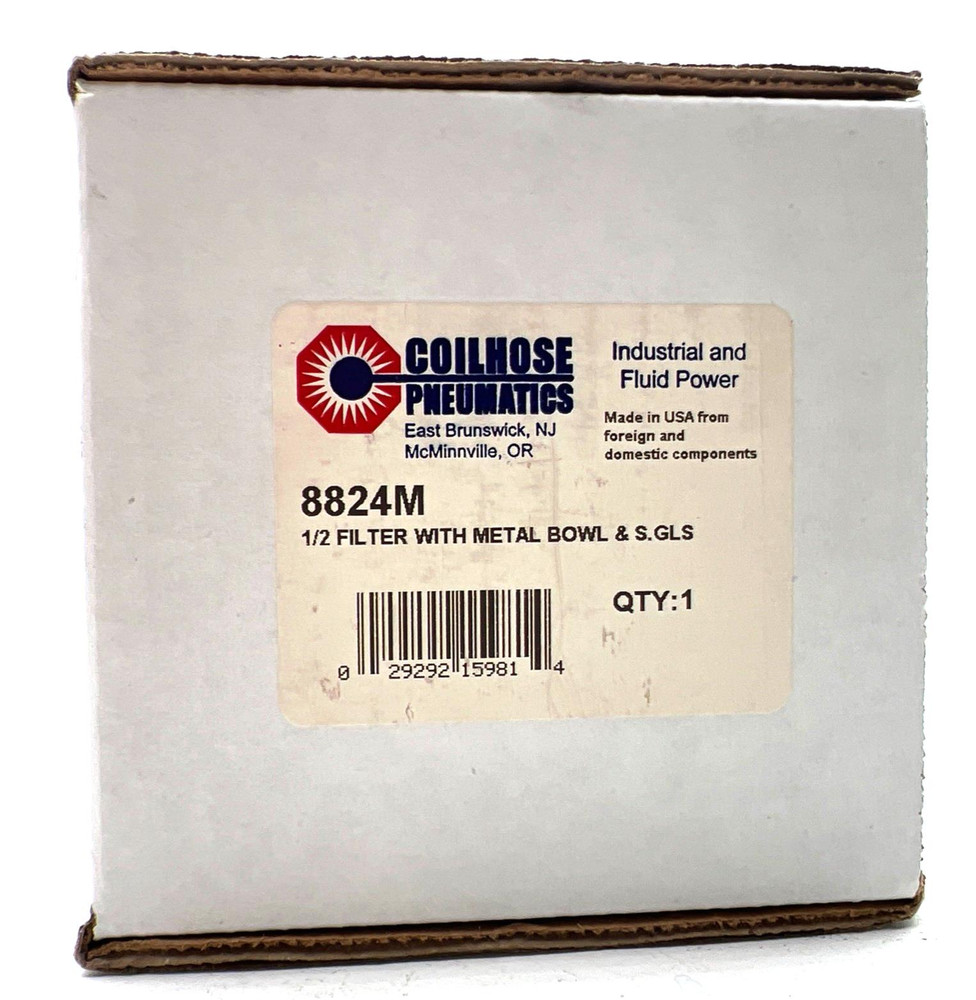 COILHOSE
PNEUMATICS
East Brunswick, NJ
McMinnville, OR
Industrial and
Fluid Power
Made in USA from
foreign and
domestic components
8824M
1/2 FILTER WITH METAL BOWL & S.GLS
QTY:1
0 29292 15981 4